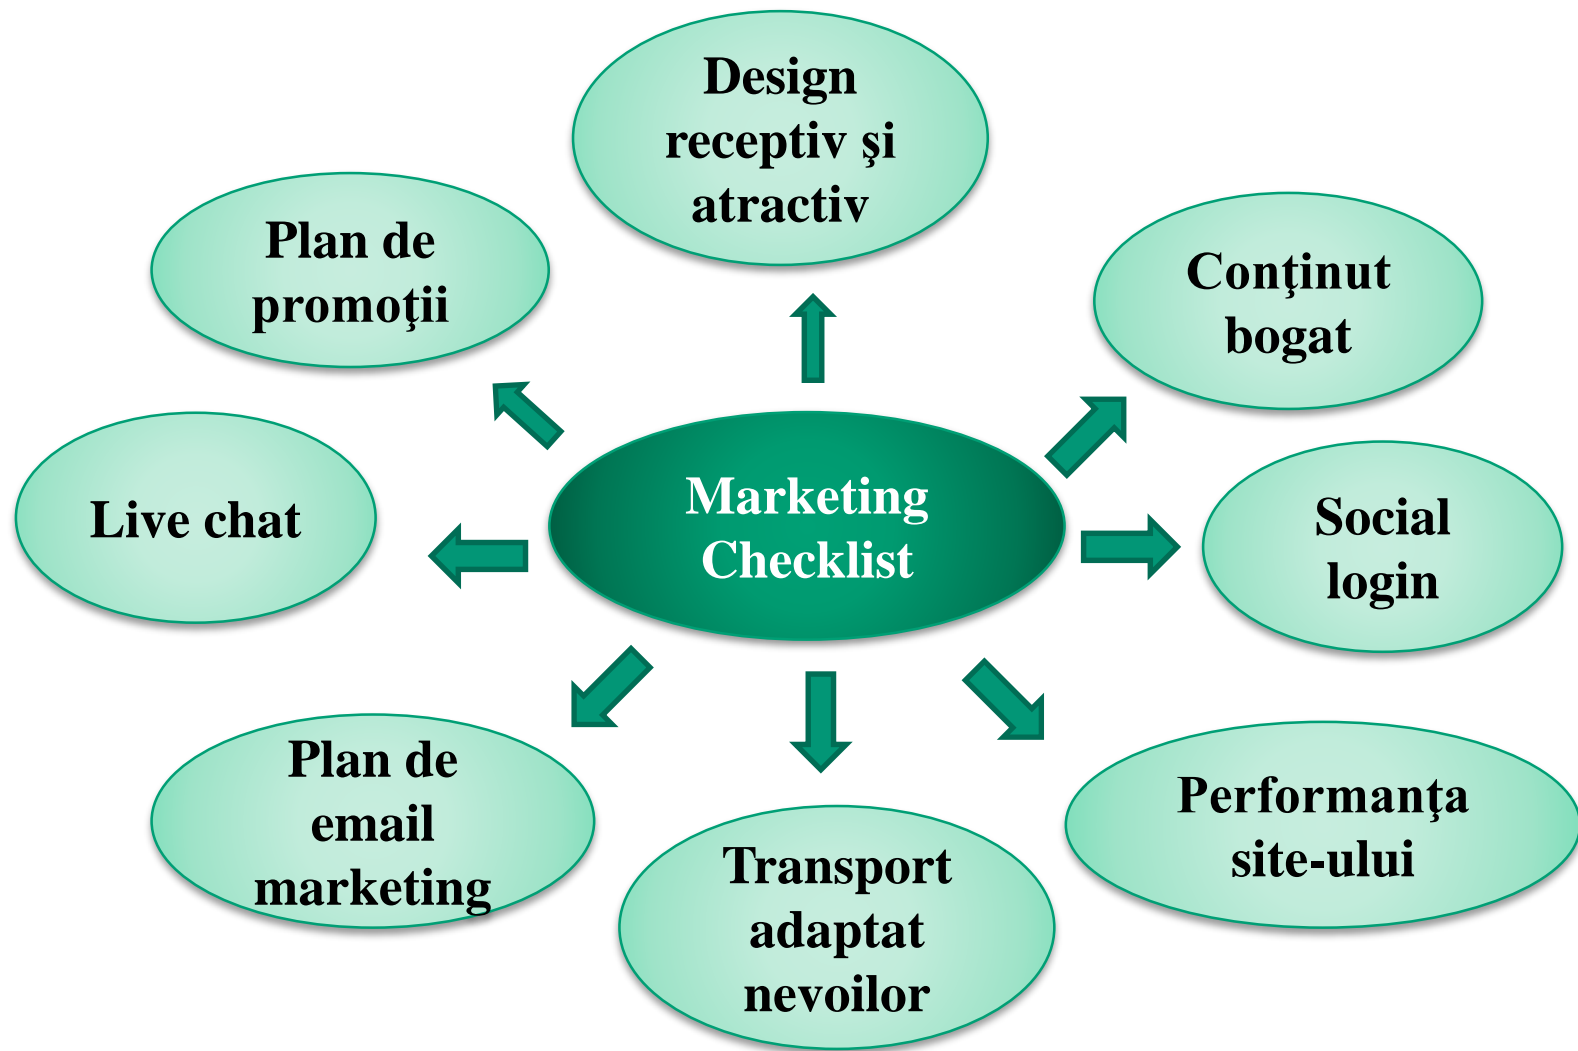 Design
receptiv şi
atractiv
Plan de
promoţii
Conţinut
bogat
Live chat
Marketing
Checklist
Social
login
Plan de
email
marketing
Transport
adaptat
nevoilor
Performanţa
site-ului